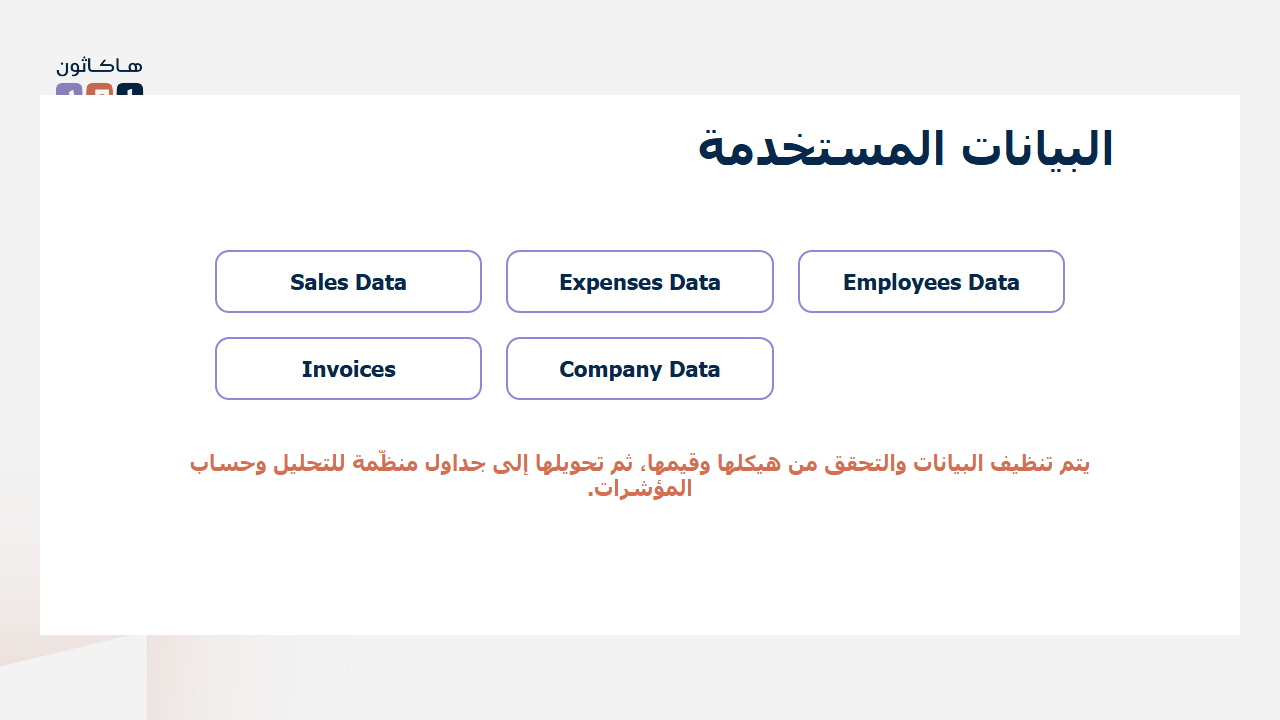 هاكاثون
البيانات المستخدمة
Sales Data
Expenses Data
Employees Data
Invoices
Company Data
يتم تنظيف البيانات والتحقق من هيكلها وقيمها، ثم تحويلها إلى جداول منظّمة للتحليل وحساب
المؤشرات.